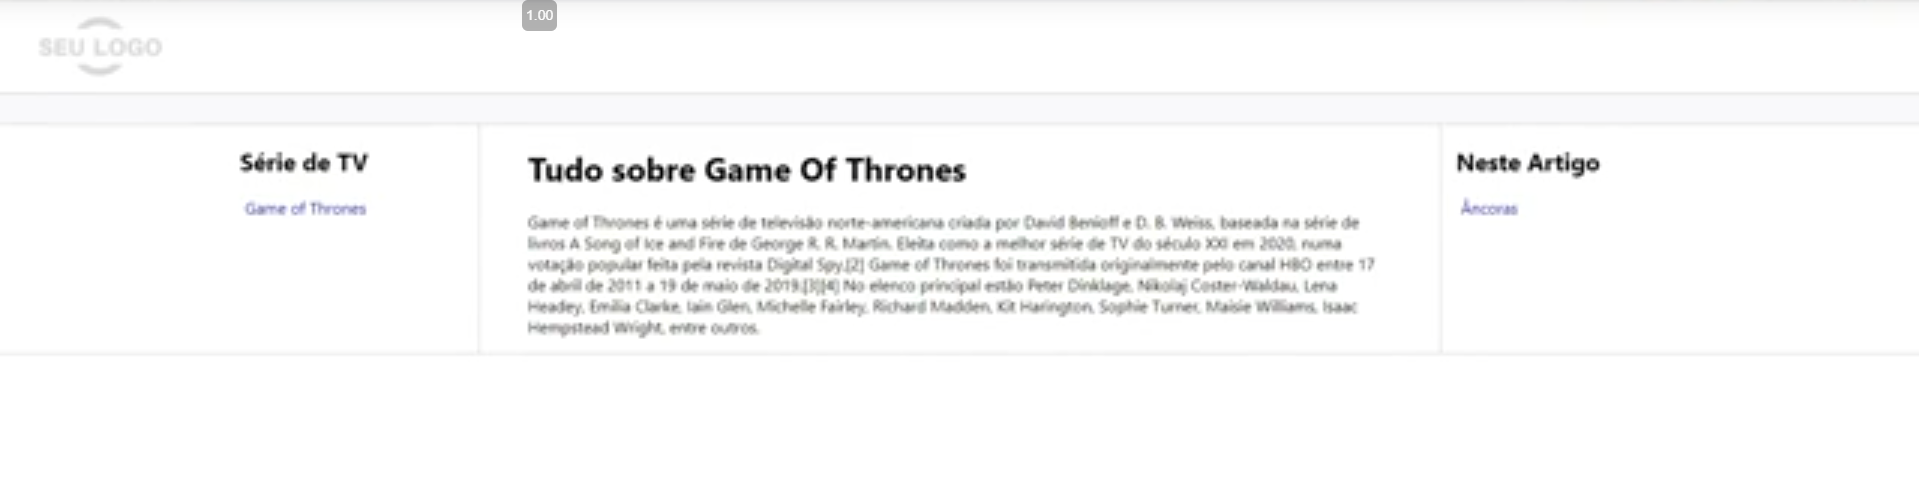 1.00
SEU LOGO
Série de TV
Game of Thrones
Tudo sobre Game Of Thrones
Game of Thrones é uma série de televisão norte-americana criada por David Benioff e D. B. Weiss, baseada na série de
livros A Song of Ice and Fire de George R. R. Martin. Eleita como a melhor série de TV do século XXI em 2020, numa
votação popular feita pela revista Digital Spy.[2] Game of Thrones foi transmitida originalmente pelo canal HBO entre 17
de abril de 2011 a 19 de maio de 2019.[3][4] No elenco principal estão Peter Dinklage, Nikolaj Coster-Waldau, Lena
Headey, Emilia Clarke, Iain Glen, Michelle Fairley, Richard Madden, Kit Harington, Sophie Turner, Maisie Williams, Isaac
Hempstead Wright, entre outros.
Neste Artigo
Âncoras